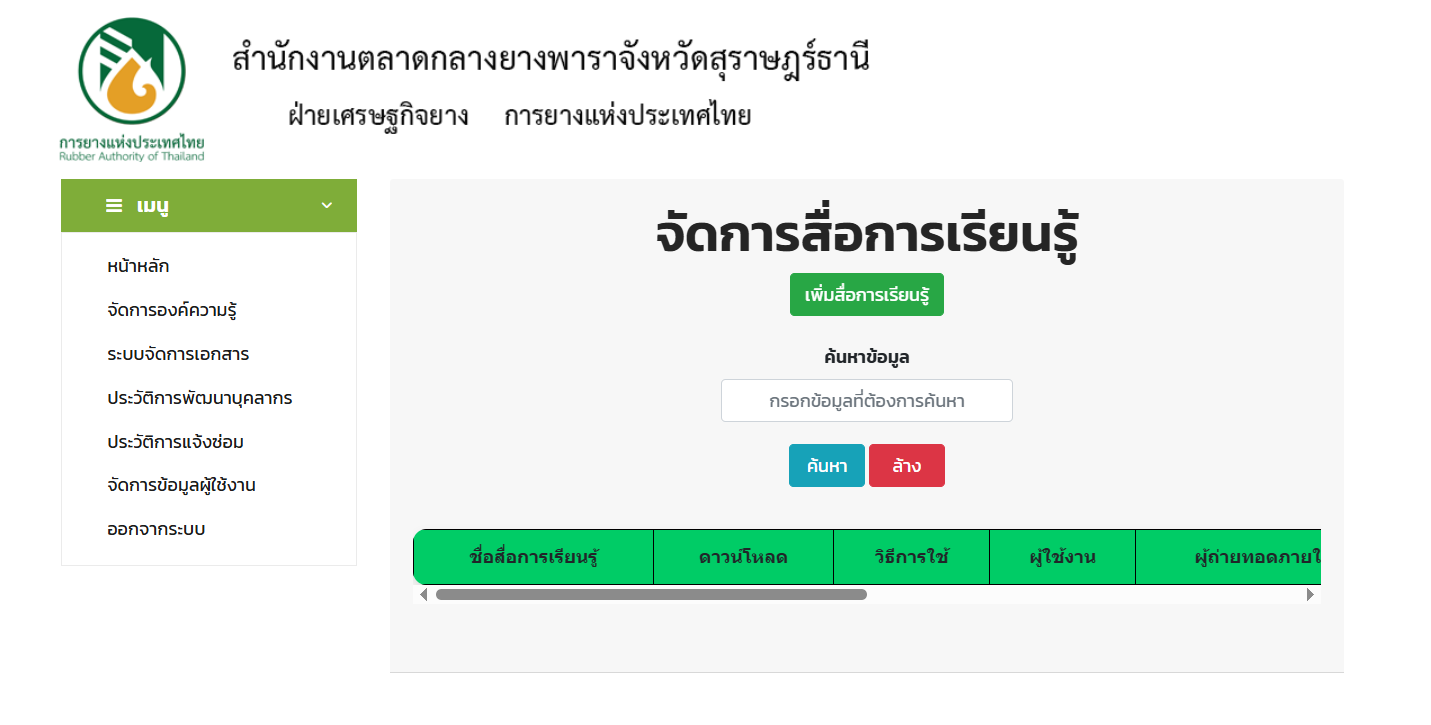 สำนักงานตลาดกลางยางพาราจังหวัดสุราษฎร์ธานี
ฝ่ายเศรษฐกิจยาง การยางแห่งประเทศไทย
การยางแห่งประเทศไทย
Rubber Authority of Thailand
เมนู
หน้าหลัก
จัดการองค์ความรู้
ระบบจัดการเอกสาร
ประวัติการพัฒนาบุคลากร
ประวัติการแจ้งซ่อม
จัดการข้อมูลผู้ใช้งาน
ออกจากระบบ
จัดการสื่อการเรียนรู้
เพิ่มสื่อการเรียนรู้
ค้นหาข้อมูล
กรอกข้อมูลที่ต้องการค้นหา
ค้นหา ล้าง
ชื่อสื่อการเรียนรู้ ดาวน์โหลด วิธีการใช้ ผู้ใช้งาน ผู้ถ่ายทอดภายใ